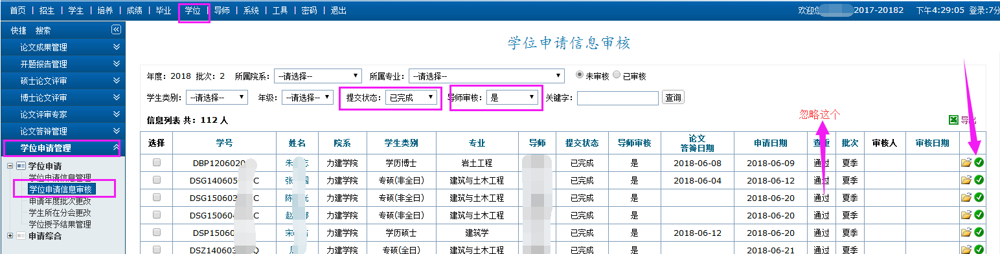 首页 | 招生 | 学生 | 培养 | 成绩 | 毕业 | 学位 | 导师 | 系统 | 工具 | 密码 | 退出 欢迎您 2017-20182 下午4:29:05 登录:7分
快捷 搜索
论文成果管理
开题报告管理
硕士论文评审
博士论文评审
论文评审专家
论文答辩管理
学位申请管理
学位申请
学位申请信息管理
学位申请信息审核
申请年度批次更改
学生所在分会更改
学位授予结果管理
申请综合
学位申请信息审核
年度：2018 批次：2 所属院系： --请选择-- 所属专业： --请选择-- 未审核 已审核
学生类别： --请选择-- 年级： --请选择-- 提交状态： 已完成 导师审核： 是 关键字： 查询
忽略这个
信息列表 共：112 人 导出
选择 学号 姓名 院系 学生类别 专业 导师 提交状态 导师审核 论文答辩日期 申请日期 查重 批次 审核人 审核日期
DBP1206020 朱 志 力建学院 学历博士 岩土工程 已完成 是 2018-06-08 2018-06-09 通过 夏季
DSG140605 C 张 国 力建学院 专硕(非全日) 建筑与土木工程 已完成 是 2018-06-04 2018-06-12 通过 夏季
DSG150603 C 陈 力建学院 专硕(非全日) 建筑与土木工程 已完成 是 2018-06-20 通过 夏季
DSG150604 C 赵 力建学院 专硕(非全日) 建筑与土木工程 已完成 是 2018-06-20 通过 夏季
DSP15060 宋 力建学院 学历硕士 建筑学 已完成 是 2018-06-12 2018-06-20 通过 夏季
DSZ140603 Q 力建学院 专硕(全日) 建筑与土木工程 已完成 是 2018-06-21 通过 夏季